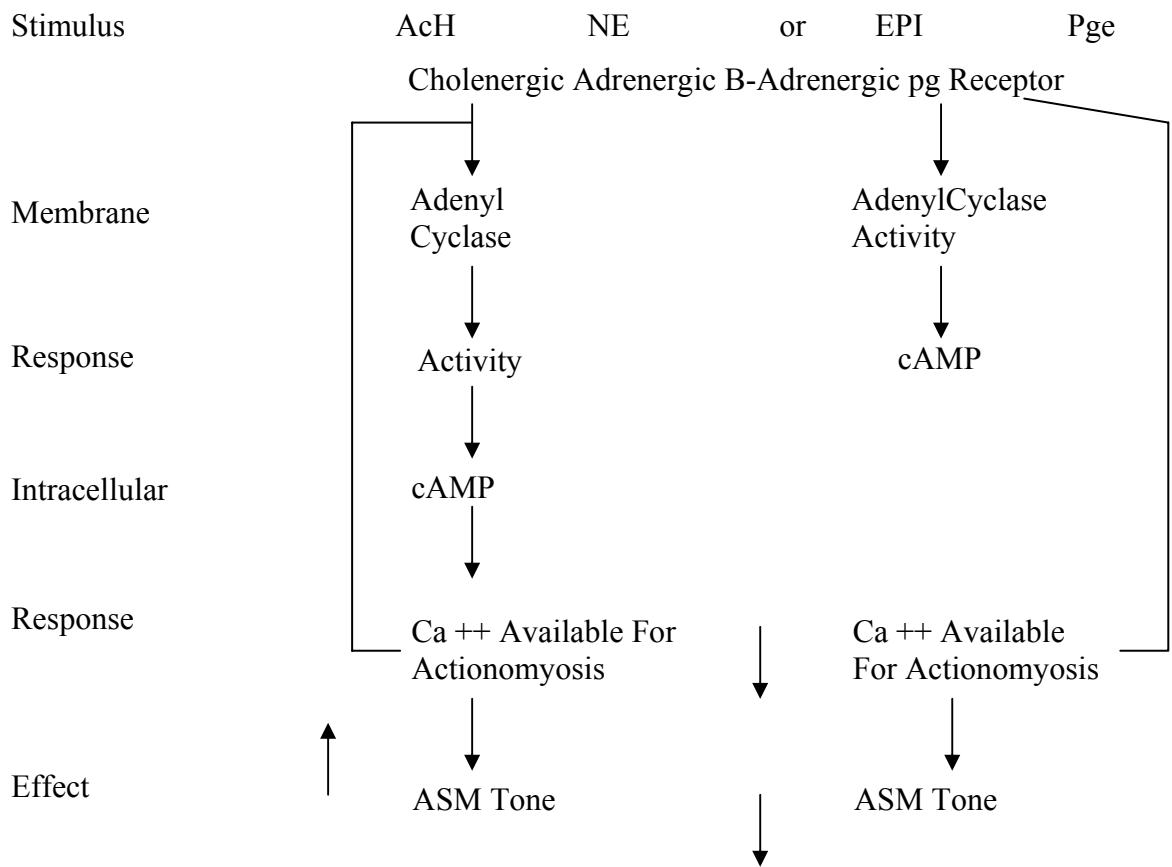 Stimulus AcH NE or EPI Pge
Cholenergic Adrenergic B-Adrenergic pg Receptor
Membrane
Adenyl
Cyclase
AdenylCyclase
Activity
Response Activity cAMP
Intracellular cAMP
Response
Ca ++ Available For
Actionomyosis
Ca ++ Available
For Actionomyosis
Effect ASM Tone ASM Tone